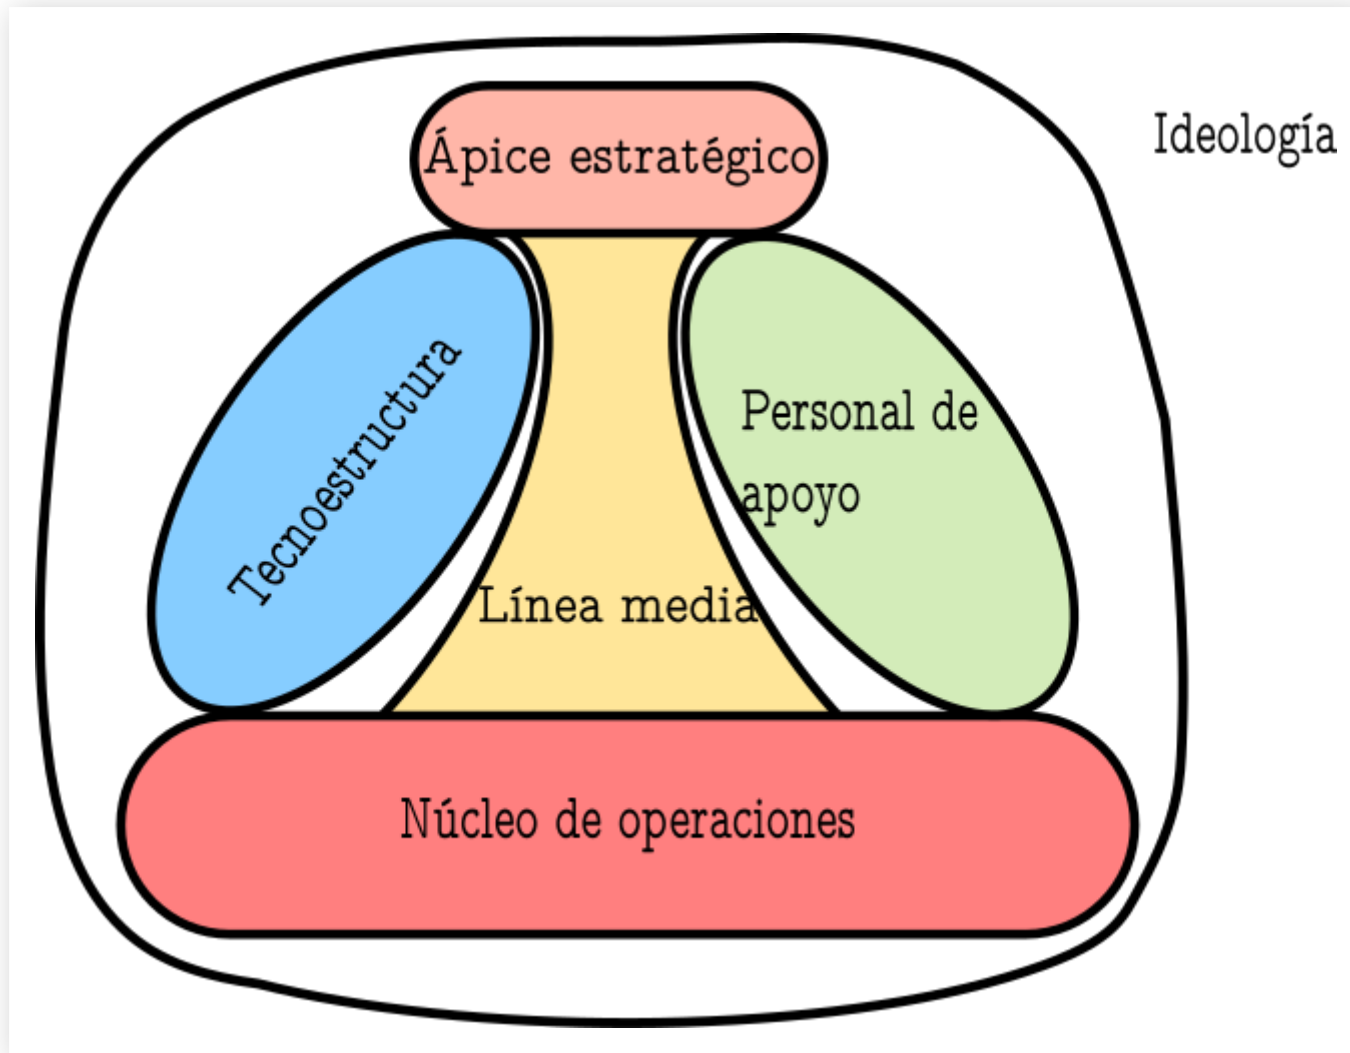 Ideología
Ápice estratégico
Tecnoestructura
Personal de
apoyo
Línea media
Núcleo de operaciones